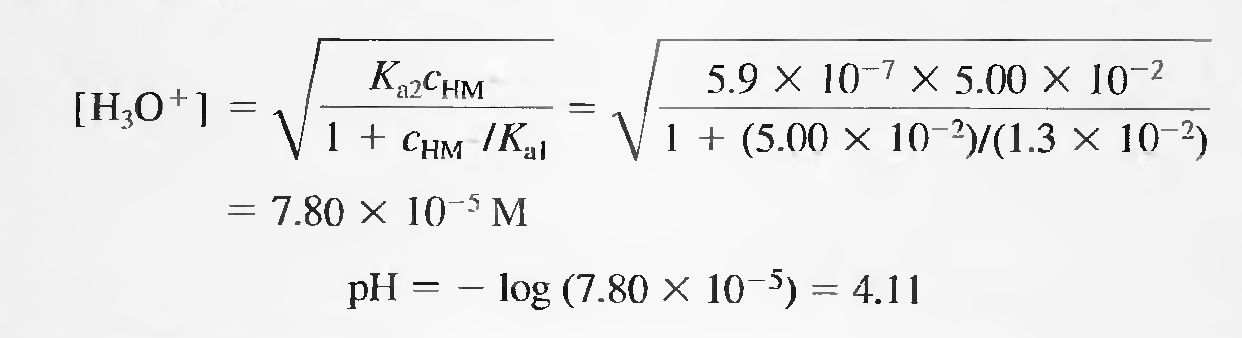 [H₃O⁺] = √(K_a2 c_HM / (1 + c_HM /K_a1)) = √(5.9 × 10⁻⁷ × 5.00 × 10⁻² / (1 + (5.00 × 10⁻²)/(1.3 × 10⁻²)))
= 7.80 × 10⁻⁵ M
pH = − log (7.80 × 10⁻⁵) = 4.11